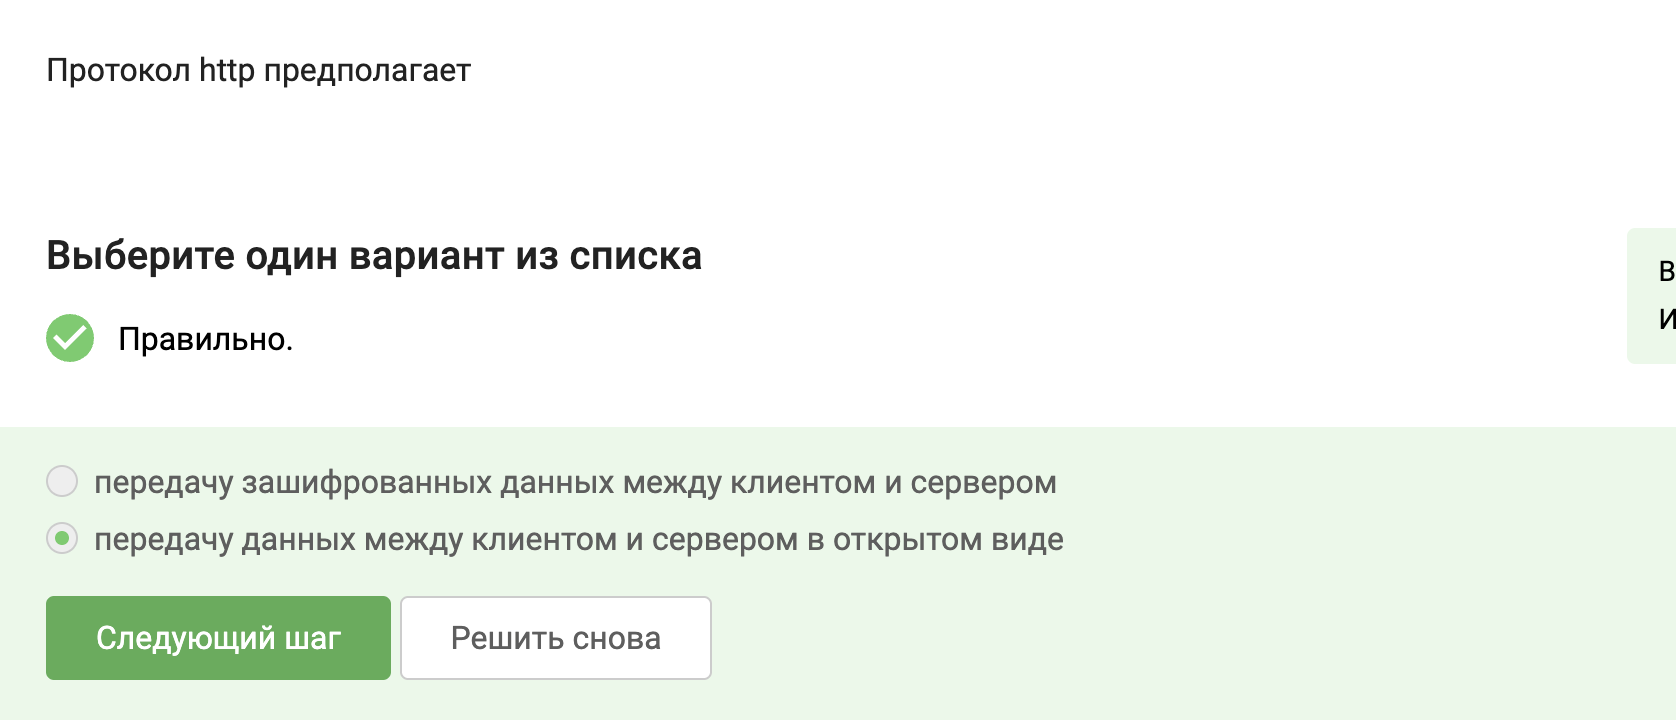 Протокол http предполагает
Выберите один вариант из списка
Правильно.
В
И
передачу зашифрованных данных между клиентом и сервером
передачу данных между клиентом и сервером в открытом виде
Следующий шаг
Решить снова